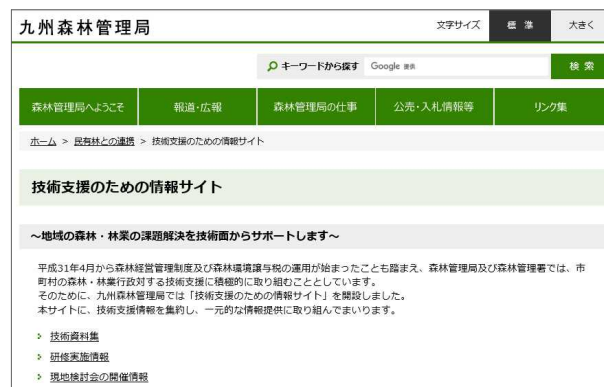 九州森林管理局
文字サイズ 標準 大きく
キーワードから探す Google 提供 検索
森林管理局へようこそ 報道・広報 森林管理局の仕事 公売・入札情報等 リンク集
ホーム > 民有林との連携 > 技術支援のための情報サイト
技術支援のための情報サイト
～地域の森林・林業の課題解決を技術面からサポートします～
平成31年4月から森林経営管理制度及び森林環境譲与税の運用が始まったことも踏まえ、森林管理局及び森林管理署では、市
町村の森林・林業行政対する技術支援に積極的に取り組むこととしています。
そのために、九州森林管理局では「技術支援のための情報サイト」を開設しました。
本サイトに、技術支援情報を集約し、一元的な情報提供に取り組んでまいります。
技術資料集
研修実施情報
現地検討会の開催情報